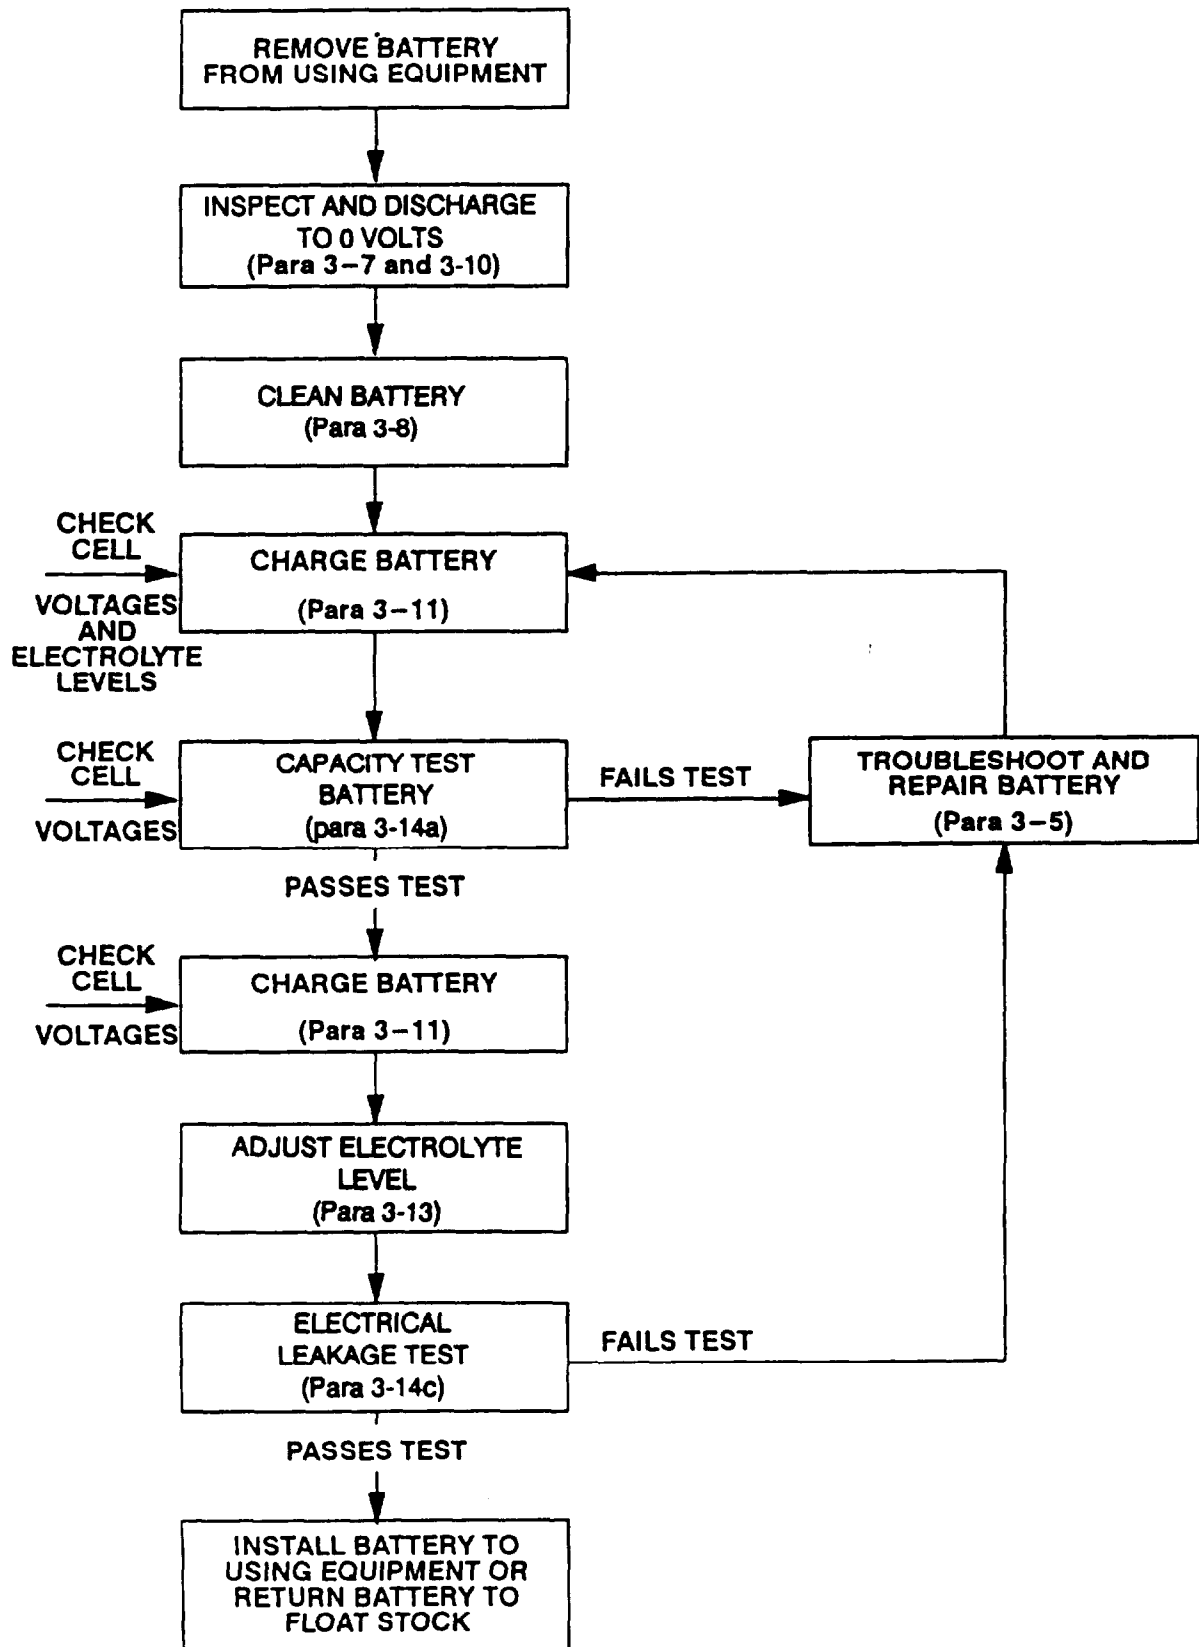 REMOVE BATTERY
FROM USING EQUIPMENT
INSPECT AND DISCHARGE
TO 0 VOLTS
(Para 3–7 and 3-10)
CLEAN BATTERY
(Para 3-8)
CHECK
CELL
VOLTAGES
AND
ELECTROLYTE
LEVELS
CHARGE BATTERY
(Para 3–11)
CHECK
CELL
VOLTAGES
CAPACITY TEST
BATTERY
(para 3-14a)
FAILS TEST
TROUBLESHOOT AND
REPAIR BATTERY
(Para 3–5)
PASSES TEST
CHECK
CELL
VOLTAGES
CHARGE BATTERY
(Para 3–11)
ADJUST ELECTROLYTE
LEVEL
(Para 3-13)
ELECTRICAL
LEAKAGE TEST
(Para 3-14c)
FAILS TEST
PASSES TEST
INSTALL BATTERY TO
USING EQUIPMENT OR
RETURN BATTERY TO
FLOAT STOCK